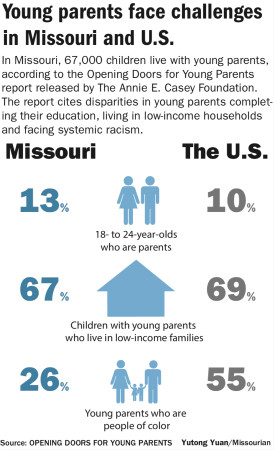 Young parents face challenges
in Missouri and U.S.
In Missouri, 67,000 children live with young parents,
according to the Opening Doors for Young Parents
report released by The Annie E. Casey Foundation.
The report cites disparities in young parents complet-
ing their education, living in low-income households
and facing systemic racism.
Missouri The U.S.
13% 10%
18- to 24-year-olds
who are parents
67% 69%
Children with young parents
who live in low-income families
26% 55%
Young parents who are
people of color
Source: OPENING DOORS FOR YOUNG PARENTS Yutong Yuan/Missourian